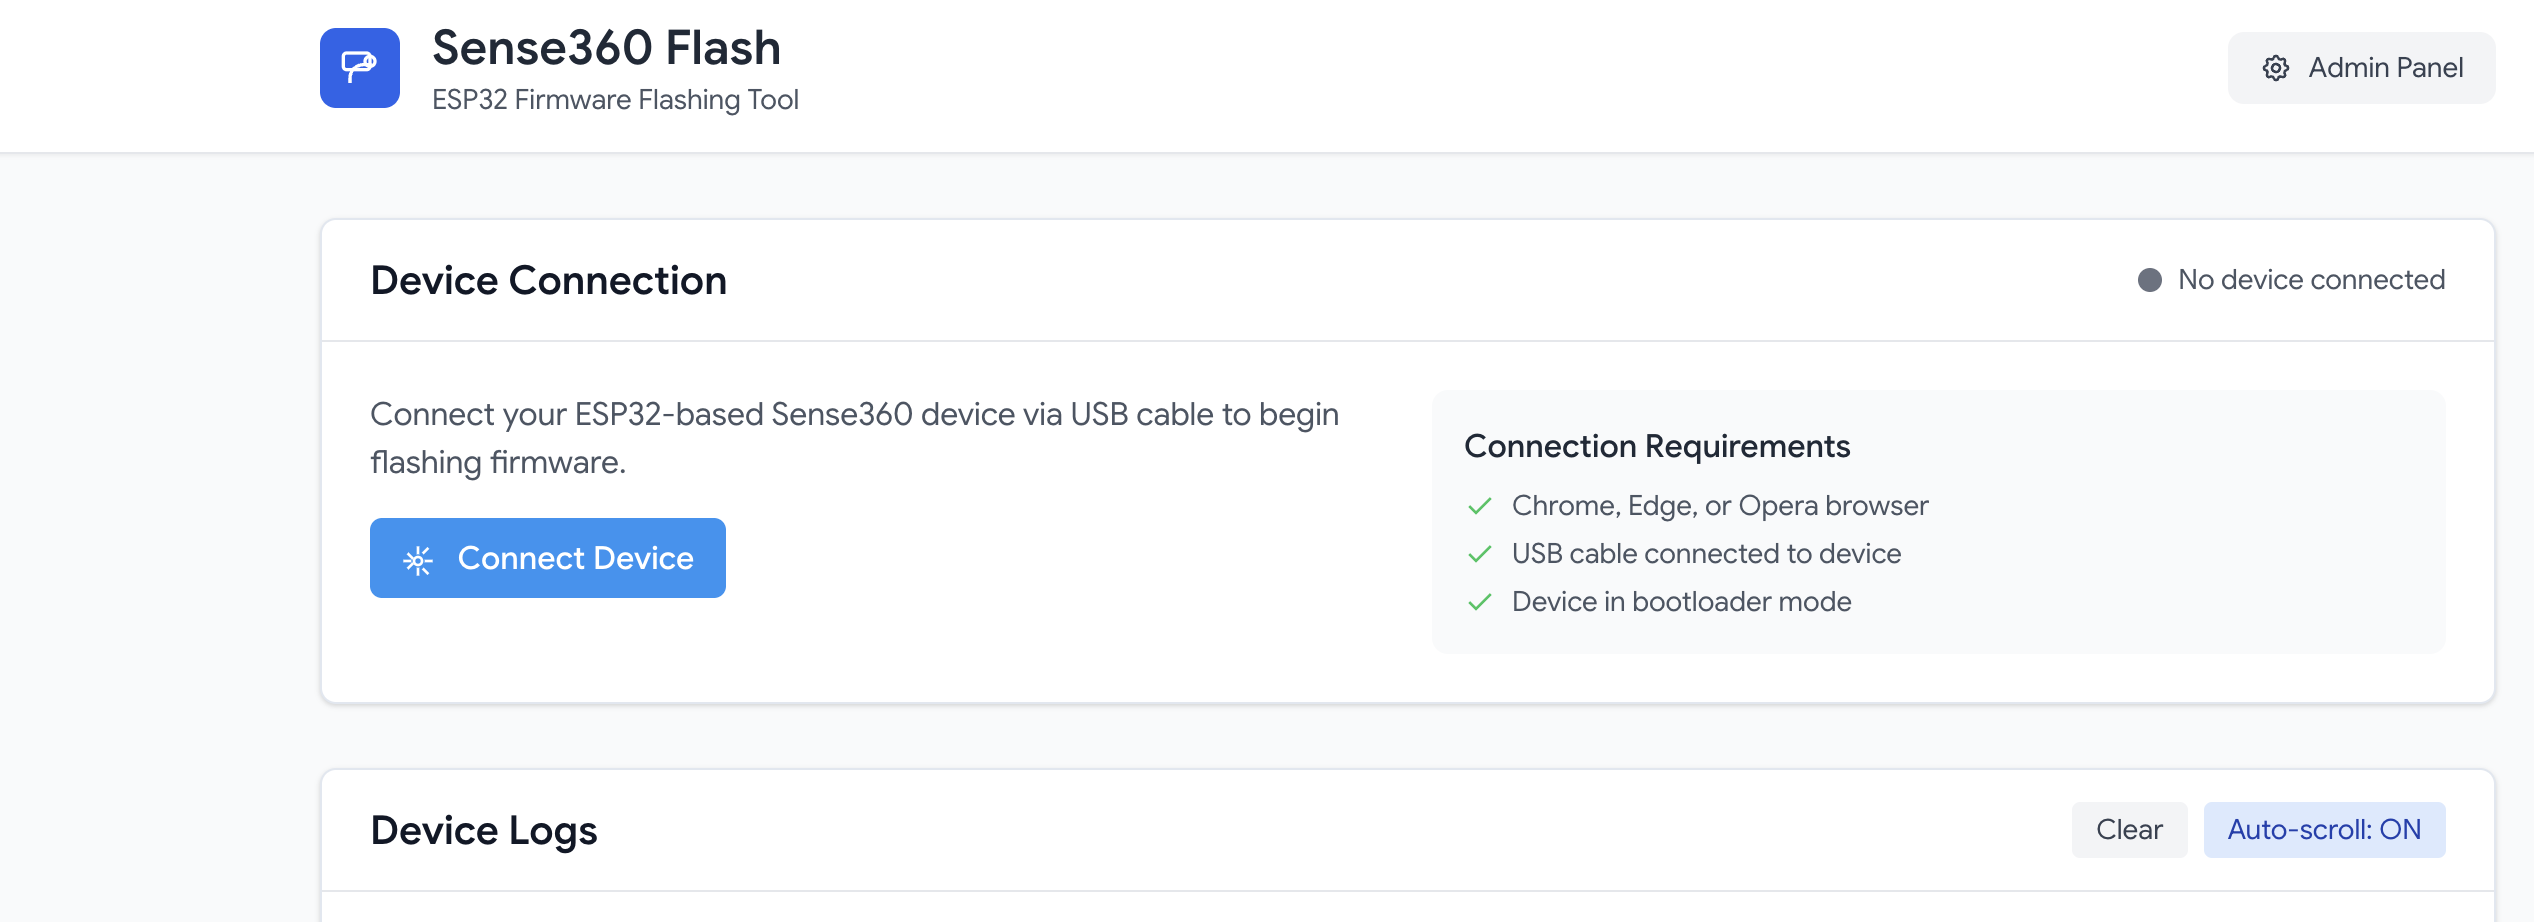 Sense360 Flash
ESP32 Firmware Flashing Tool
Admin Panel
Device Connection
No device connected
Connect your ESP32-based Sense360 device via USB cable to begin
flashing firmware.
Connect Device
Connection Requirements
Chrome, Edge, or Opera browser
USB cable connected to device
Device in bootloader mode
Device Logs
Clear
Auto-scroll: ON